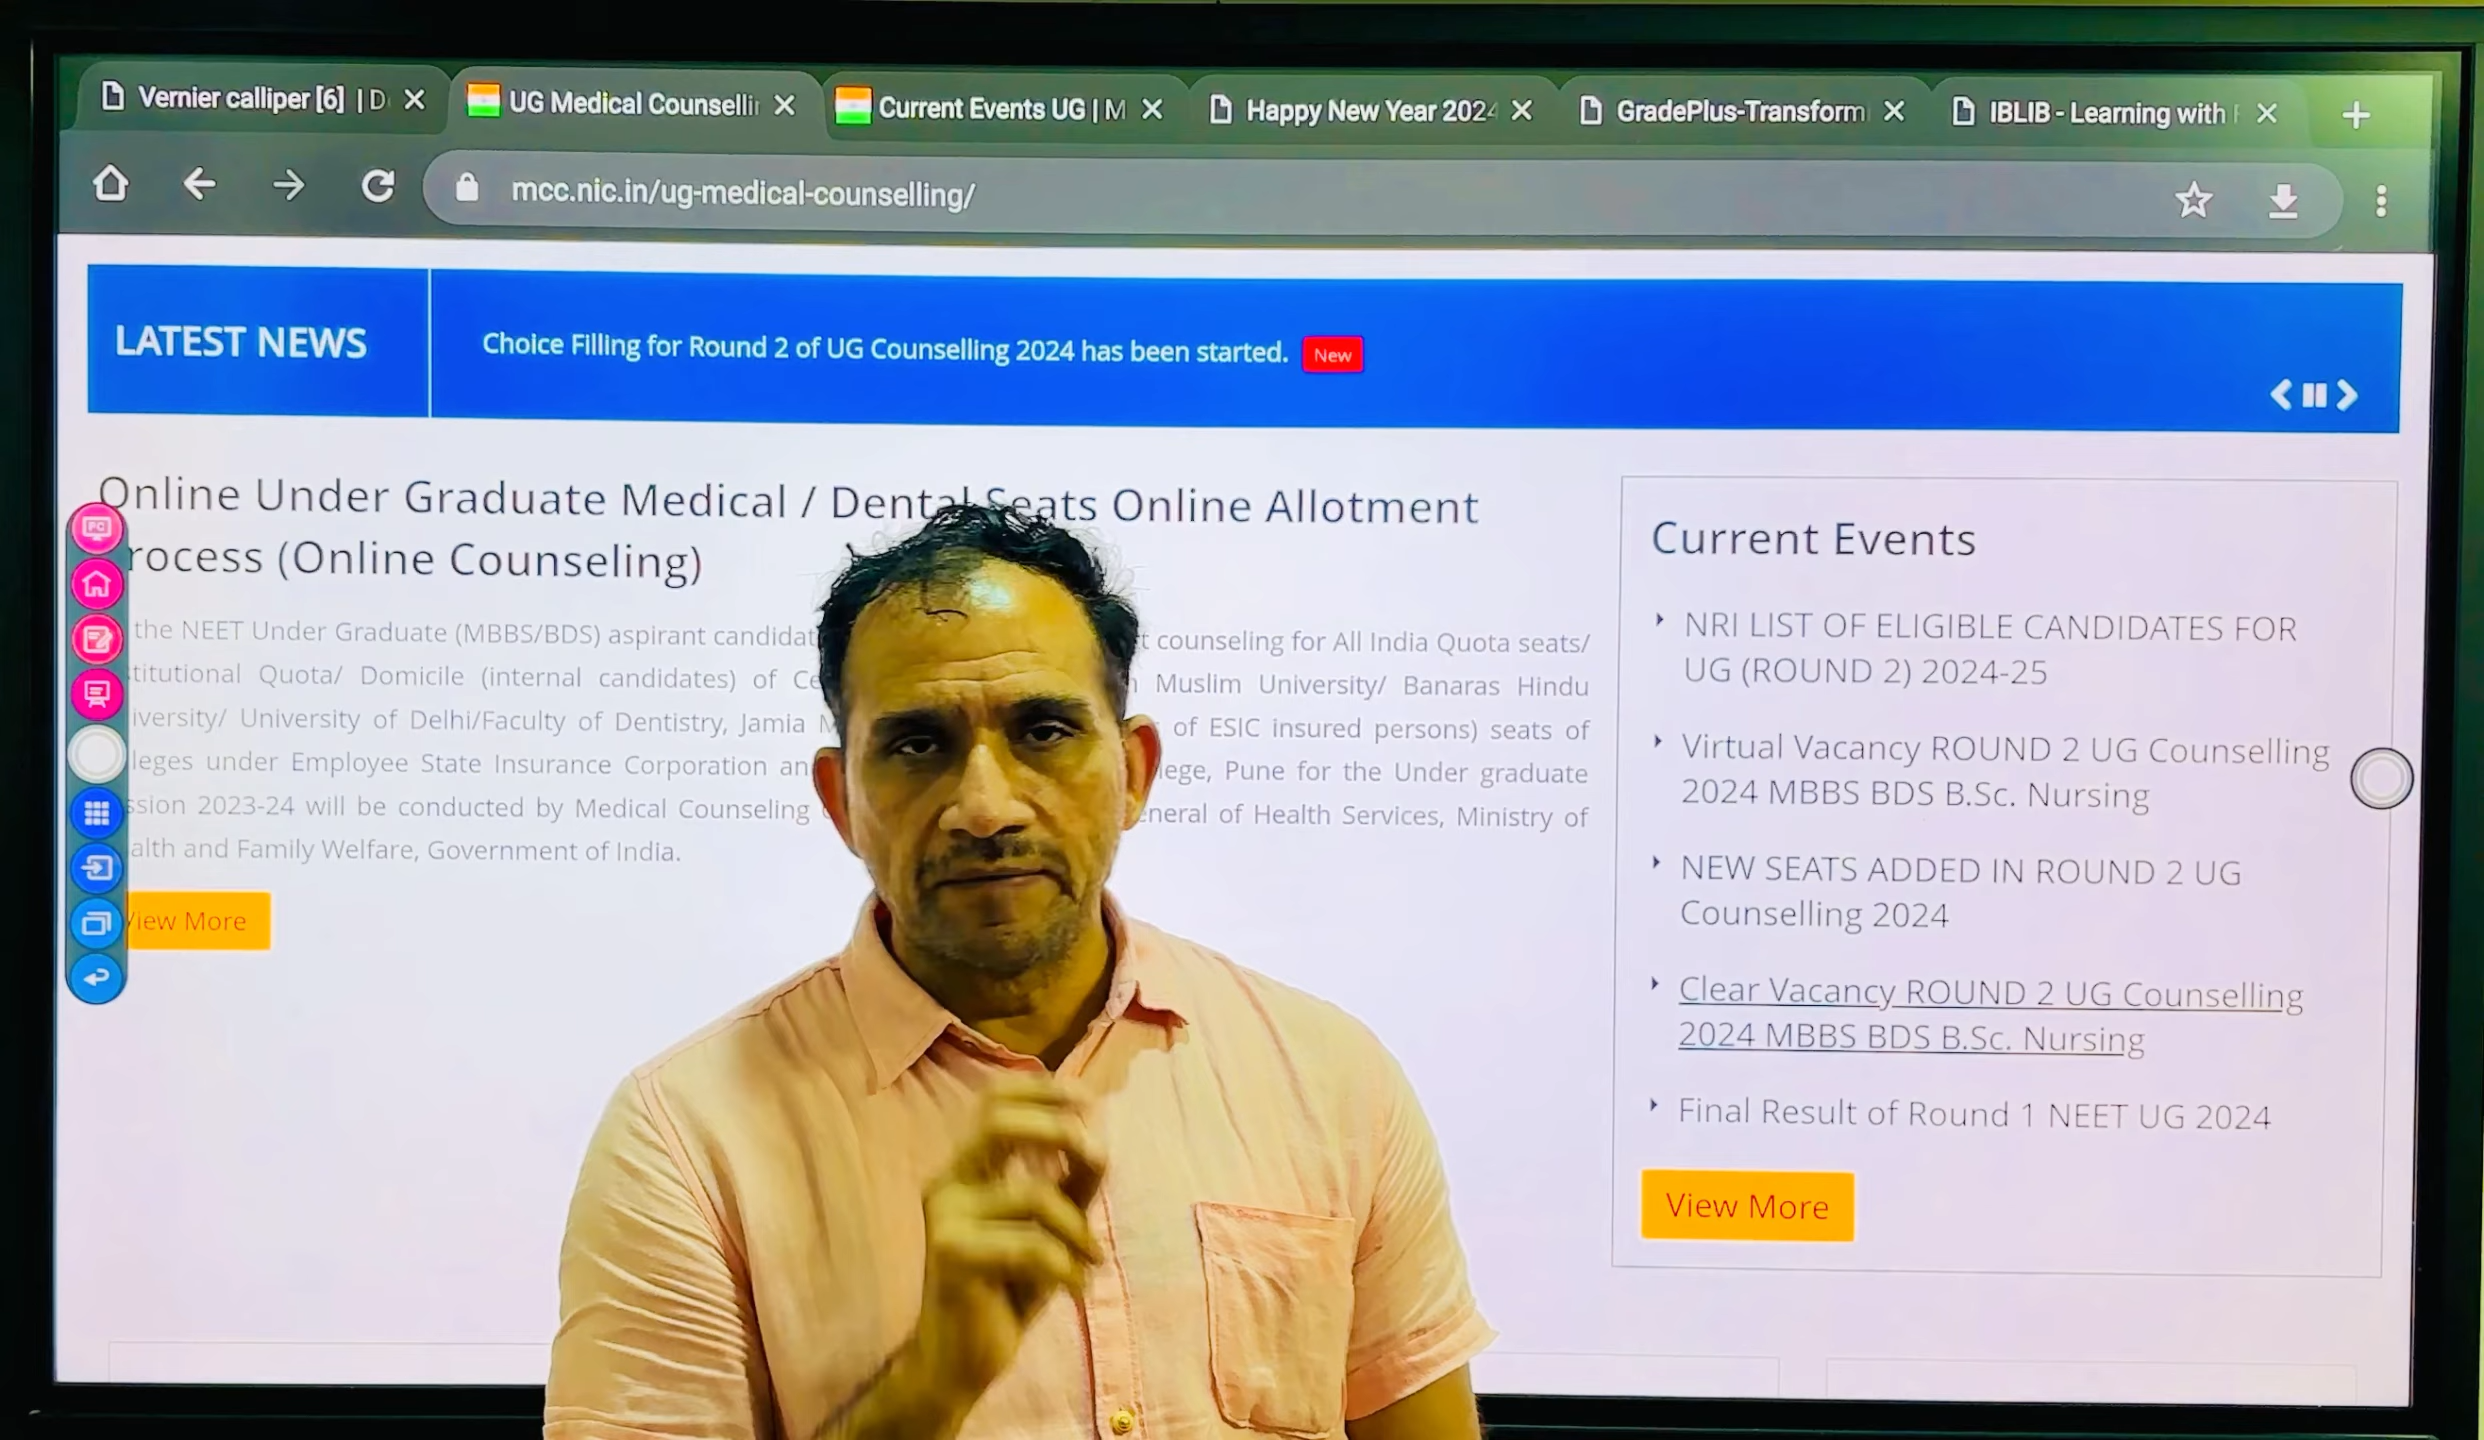 Vernier calliper [6] | D
UG Medical Counsellin
Current Events UG | M
Happy New Year 2024
GradePlus-Transform
IBLIB - Learning with
mcc.nic.in/ug-medical-counselling/
LATEST NEWS
Choice Filling for Round 2 of UG Counselling 2024 has been started. New
Online Under Graduate Medical / Dental Seats Online Allotment
rocess (Online Counseling)
the NEET Under Graduate (MBBS/BDS) aspirant candidat t counseling for All India Quota seats/
titutional Quota/ Domicile (internal candidates) of Ce Muslim University/ Banaras Hindu
iversity/ University of Delhi/Faculty of Dentistry, Jamia M of ESIC insured persons) seats of
leges under Employee State Insurance Corporation an lege, Pune for the Under graduate
ssion 2023-24 will be conducted by Medical Counseling eneral of Health Services, Ministry of
alth and Family Welfare, Government of India.
View More
Current Events
NRI LIST OF ELIGIBLE CANDIDATES FOR
UG (ROUND 2) 2024-25
Virtual Vacancy ROUND 2 UG Counselling
2024 MBBS BDS B.Sc. Nursing
NEW SEATS ADDED IN ROUND 2 UG
Counselling 2024
Clear Vacancy ROUND 2 UG Counselling
2024 MBBS BDS B.Sc. Nursing
Final Result of Round 1 NEET UG 2024
View More
PC